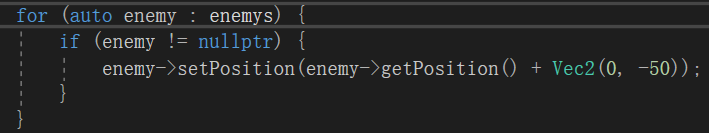 for (auto enemy : enemys) {
    if (enemy != nullptr) {
        enemy->setPosition(enemy->getPosition() + Vec2(0, -50));
    }
}